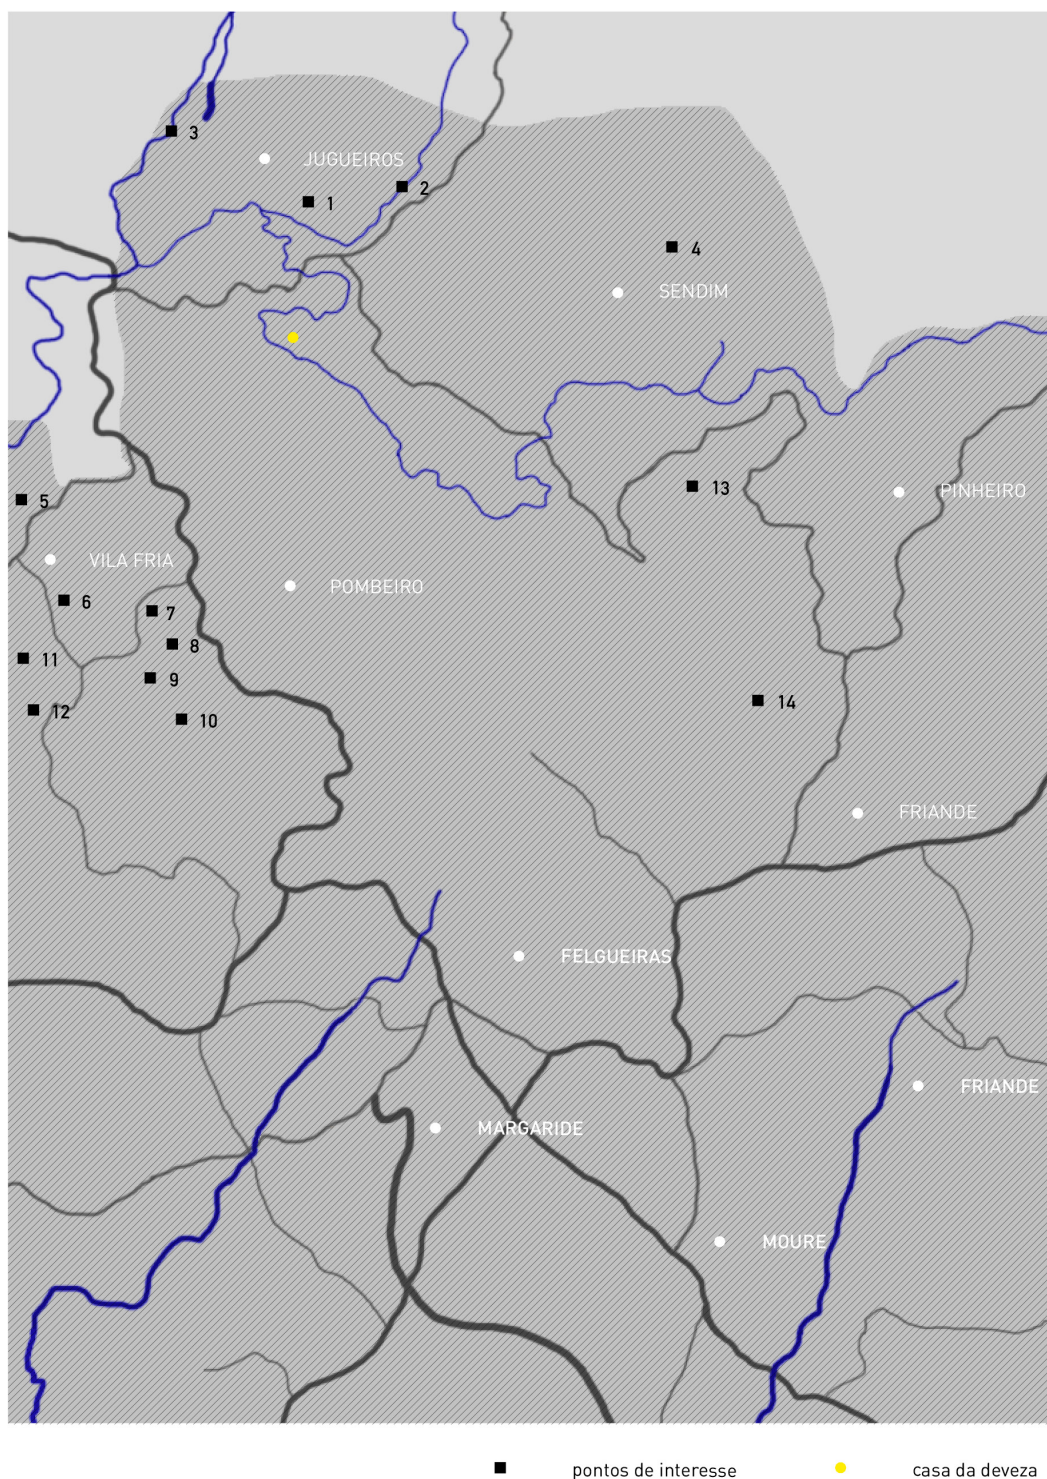 3
JUGUEIROS
2
1
4
SENDIM
13
PINHEIRO
5
VILA FRIA
POMBEIRO
6
7
8
11
9
14
12
10
FRIANDE
FELGUEIRAS
FRIANDE
MARGARIDE
MOURE
pontos de interesse
casa da deveza